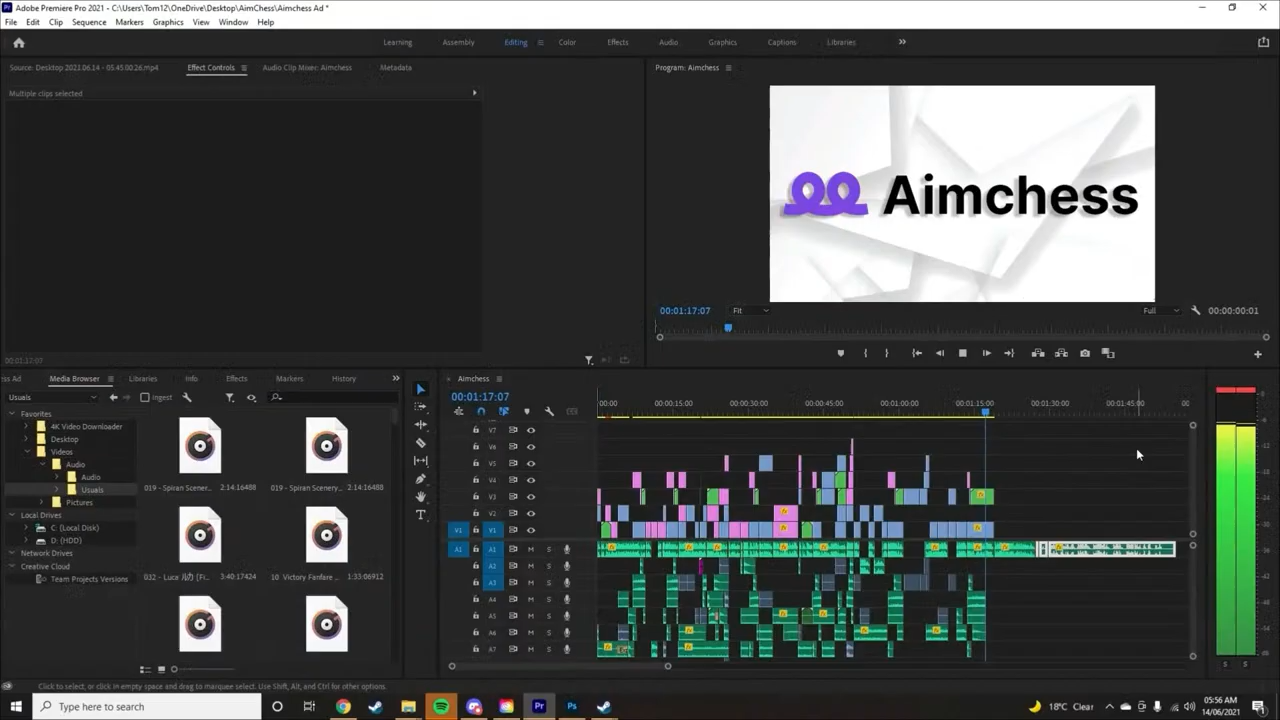 Adobe Premiere Pro 2021 - C:\Users\Tom12\OneDrive\Desktop\AimChess\Aimchess Ad *
File Edit Clip Sequence Markers Graphics View Window Help
Learning Assembly Editing Color Effects Audio Graphics Captions Libraries
Source: Desktop 2021.06.14 - 05.45.00.26.mp4 Effect Controls Audio Clip Mixer: Aimchess Metadata
Program: Aimchess
Multiple clips selected
Aimchess
00:01:17:07 Fit Full 00:00:00:01
00:01:17:07
ss Ad Media Browser Libraries Info Effects Markers History
Usuals Ingest
Favorites
4K Video Downloader
Desktop
Videos
Audio
Audio
Usuals
Pictures
Local Drives
C: (Local Disk)
D: (HDD)
Network Drives
Creative Cloud
Team Projects Versions
019 - Spiran Scener... 2:14:16488
019 - Spiran Scenery... 2:14:16488
3:40:17424
10 Victory Fanfare ... 1:33:06912
Aimchess
00:01:17:07
00:00 00:00:15:00 00:00:30:00 00:00:45:00 00:01:00:00 00:01:15:00 00:01:30:00 00:01:45:00 00
V7
V6
V5
V4
V3
V2
V1 V1
A1 A1 M S
A2 M S
A3 M S
A4 M S
A5 M S
A6 M S
A7 M S
S S
Click to select, or click in empty space and drag to marquee select. Use Shift, Alt, and Ctrl for other options.
Type here to search
18°C Clear
05:56 AM
14/06/2021